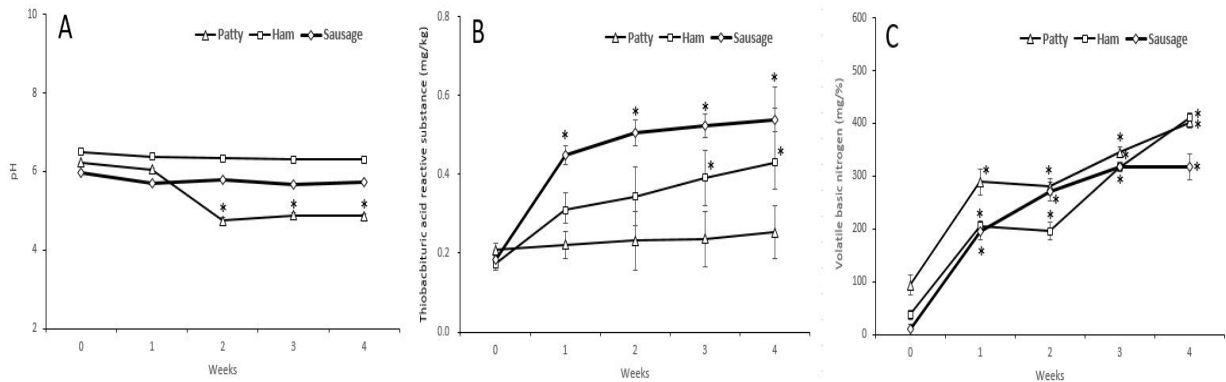 A
Patty Ham Sausage
pH
10
8
6
4
2
* * *
0 1 2 3 4
Weeks
B
Patty Ham Sausage
Thiobacbituric acid reactive substance (mg/kg)
0.8
0.6
0.4
0.2
0.0
* * * *
* *
0 1 2 3 4
Weeks
C
Patty Ham Sausage
Volatile basic nitrogen (mg/%)
600
500
400
300
200
100
0
* * * *
* * * *
* * * *
0 1 2 3 4
Weeks